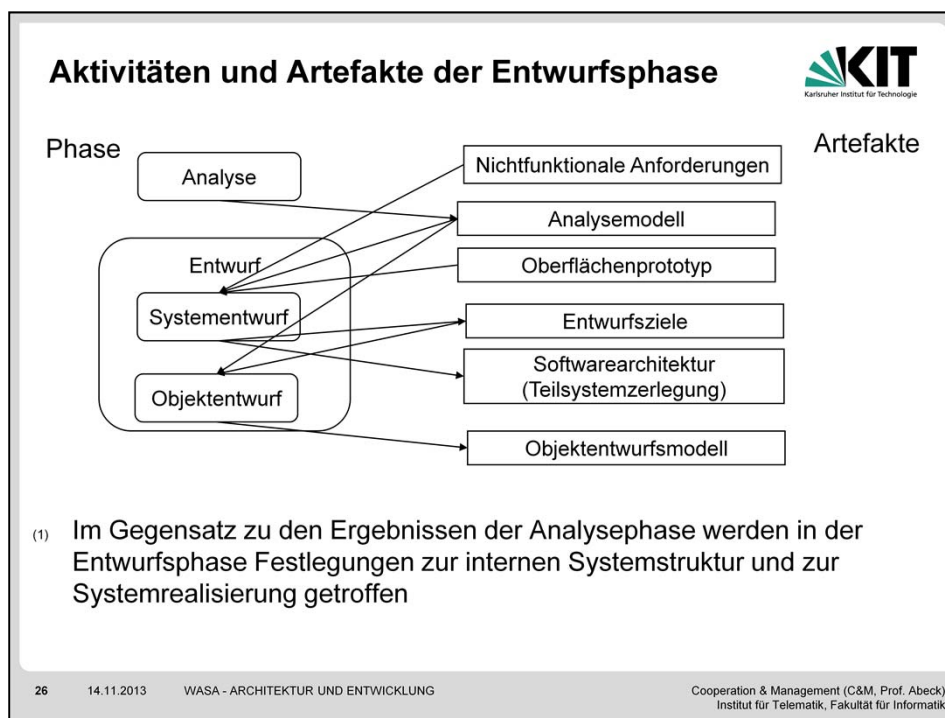 Aktivitäten und Artefakte der Entwurfsphase
KIT
Karlsruher Institut für Technologie
Phase
Artefakte
Analyse
Entwurf
Systementwurf
Objektentwurf
Nichtfunktionale Anforderungen
Analysemodell
Oberflächenprototyp
Entwurfsziele
Softwarearchitektur
(Teilsystemzerlegung)
Objektentwurfsmodell
(1) Im Gegensatz zu den Ergebnissen der Analysephase werden in der
Entwurfsphase Festlegungen zur internen Systemstruktur und zur
Systemrealisierung getroffen
26 14.11.2013 WASA - ARCHITEKTUR UND ENTWICKLUNG
Cooperation & Management (C&M, Prof. Abeck)
Institut für Telematik, Fakultät für Informatik